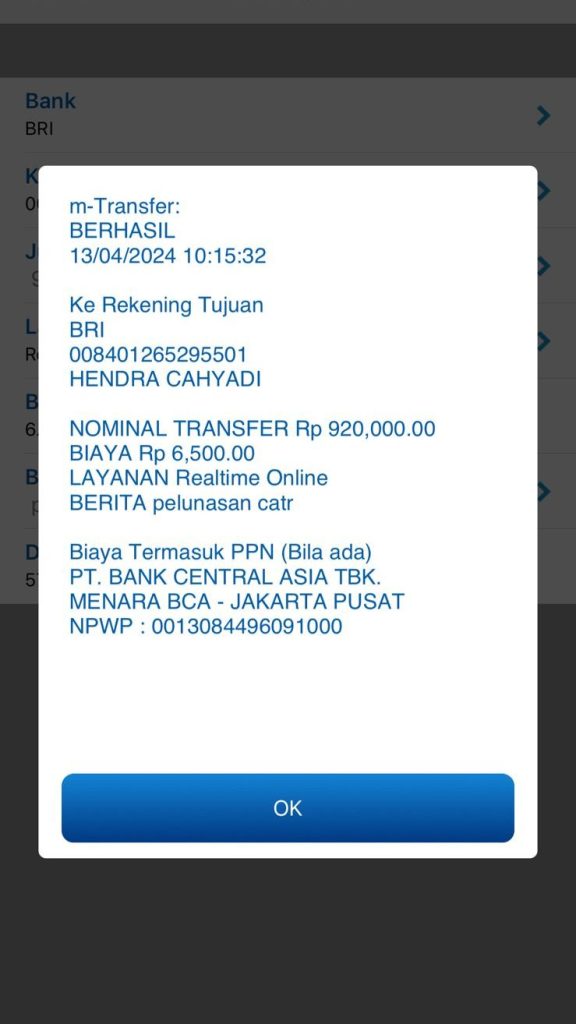 Bank
BRI
m-Transfer:
BERHASIL
13/04/2024 10:15:32
Ke Rekening Tujuan
BRI
008401265295501
HENDRA CAHYADI
NOMINAL TRANSFER Rp 920,000.00
BIAYA Rp 6,500.00
LAYANAN Realtime Online
BERITA pelunasan catr
Biaya Termasuk PPN (Bila ada)
PT. BANK CENTRAL ASIA TBK.
MENARA BCA - JAKARTA PUSAT
NPWP : 0013084496091000
OK